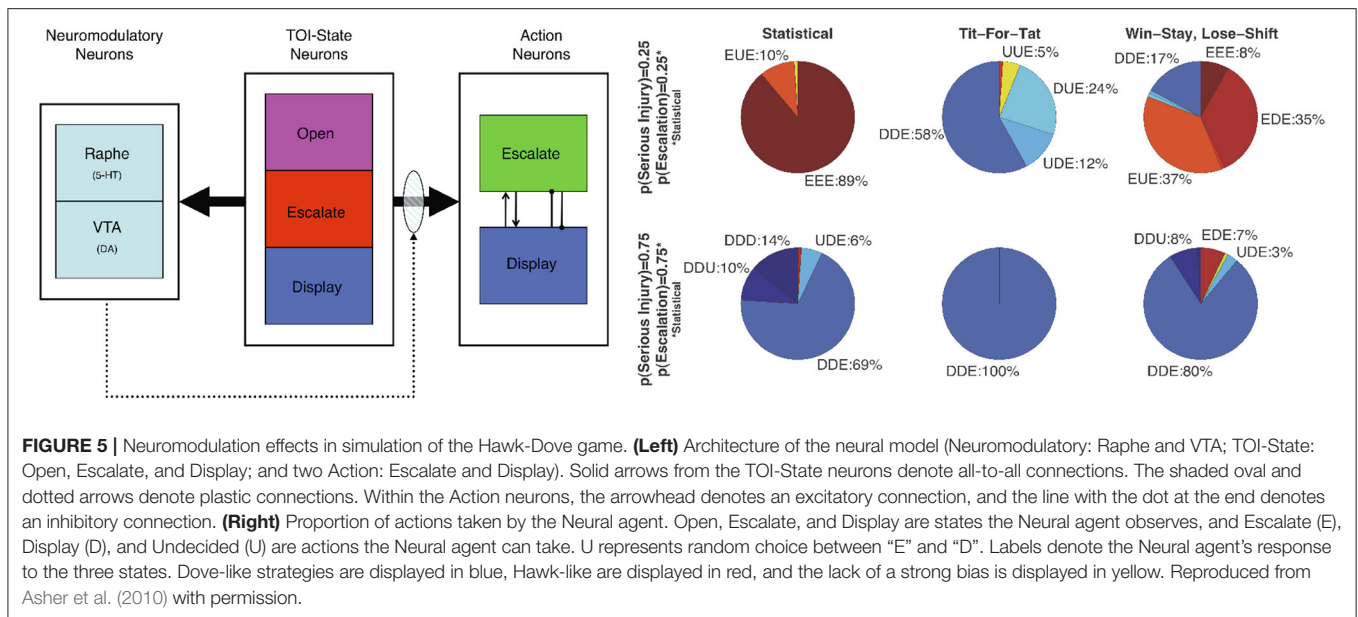 Neuromodulatory
Neurons
TOI-State
Neurons
Action
Neurons
Raphe
(5-HT)
VTA
(DA)
Open
Escalate
Display
Escalate
Display
Statistical
Tit–For–Tat
Win–Stay, Lose–Shift
p(Serious Injury)=0.25
p(Escalation)=0.25*
*Statistical
EUE:10%
EEE:89%
UUE:5%
DUE:24%
DDE:58%
UDE:12%
DDE:17%
EEE:8%
EDE:35%
EUE:37%
p(Serious Injury)=0.75
p(Escalation)=0.75*
*Statistical
DDD:14%
UDE:6%
DDU:10%
DDE:69%
DDE:100%
DDU:8%
EDE:7%
UDE:3%
DDE:80%
FIGURE 5 | Neuromodulation effects in simulation of the Hawk-Dove game. (Left) Architecture of the neural model (Neuromodulatory: Raphe and VTA; TOI-State:
Open, Escalate, and Display; and two Action: Escalate and Display). Solid arrows from the TOI-State neurons denote all-to-all connections. The shaded oval and
dotted arrows denote plastic connections. Within the Action neurons, the arrowhead denotes an excitatory connection, and the line with the dot at the end denotes
an inhibitory connection. (Right) Proportion of actions taken by the Neural agent. Open, Escalate, and Display are states the Neural agent observes, and Escalate (E),
Display (D), and Undecided (U) are actions the Neural agent can take. U represents random choice between “E” and “D”. Labels denote the Neural agent’s response
to the three states. Dove-like strategies are displayed in blue, Hawk-like are displayed in red, and the lack of a strong bias is displayed in yellow. Reproduced from
Asher et al. (2010) with permission.